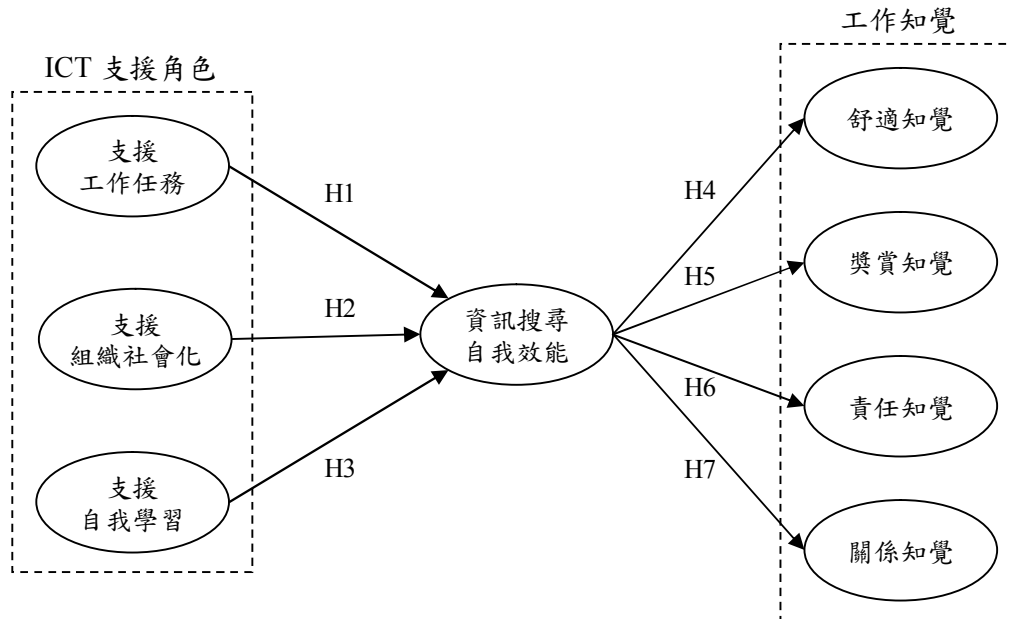 工作知覺
ICT 支援角色
支援
工作任務
支援
組織社會化
支援
自我學習
H1
H2
H3
資訊搜尋
自我效能
H4
H5
H6
H7
舒適知覺
獎賞知覺
責任知覺
關係知覺